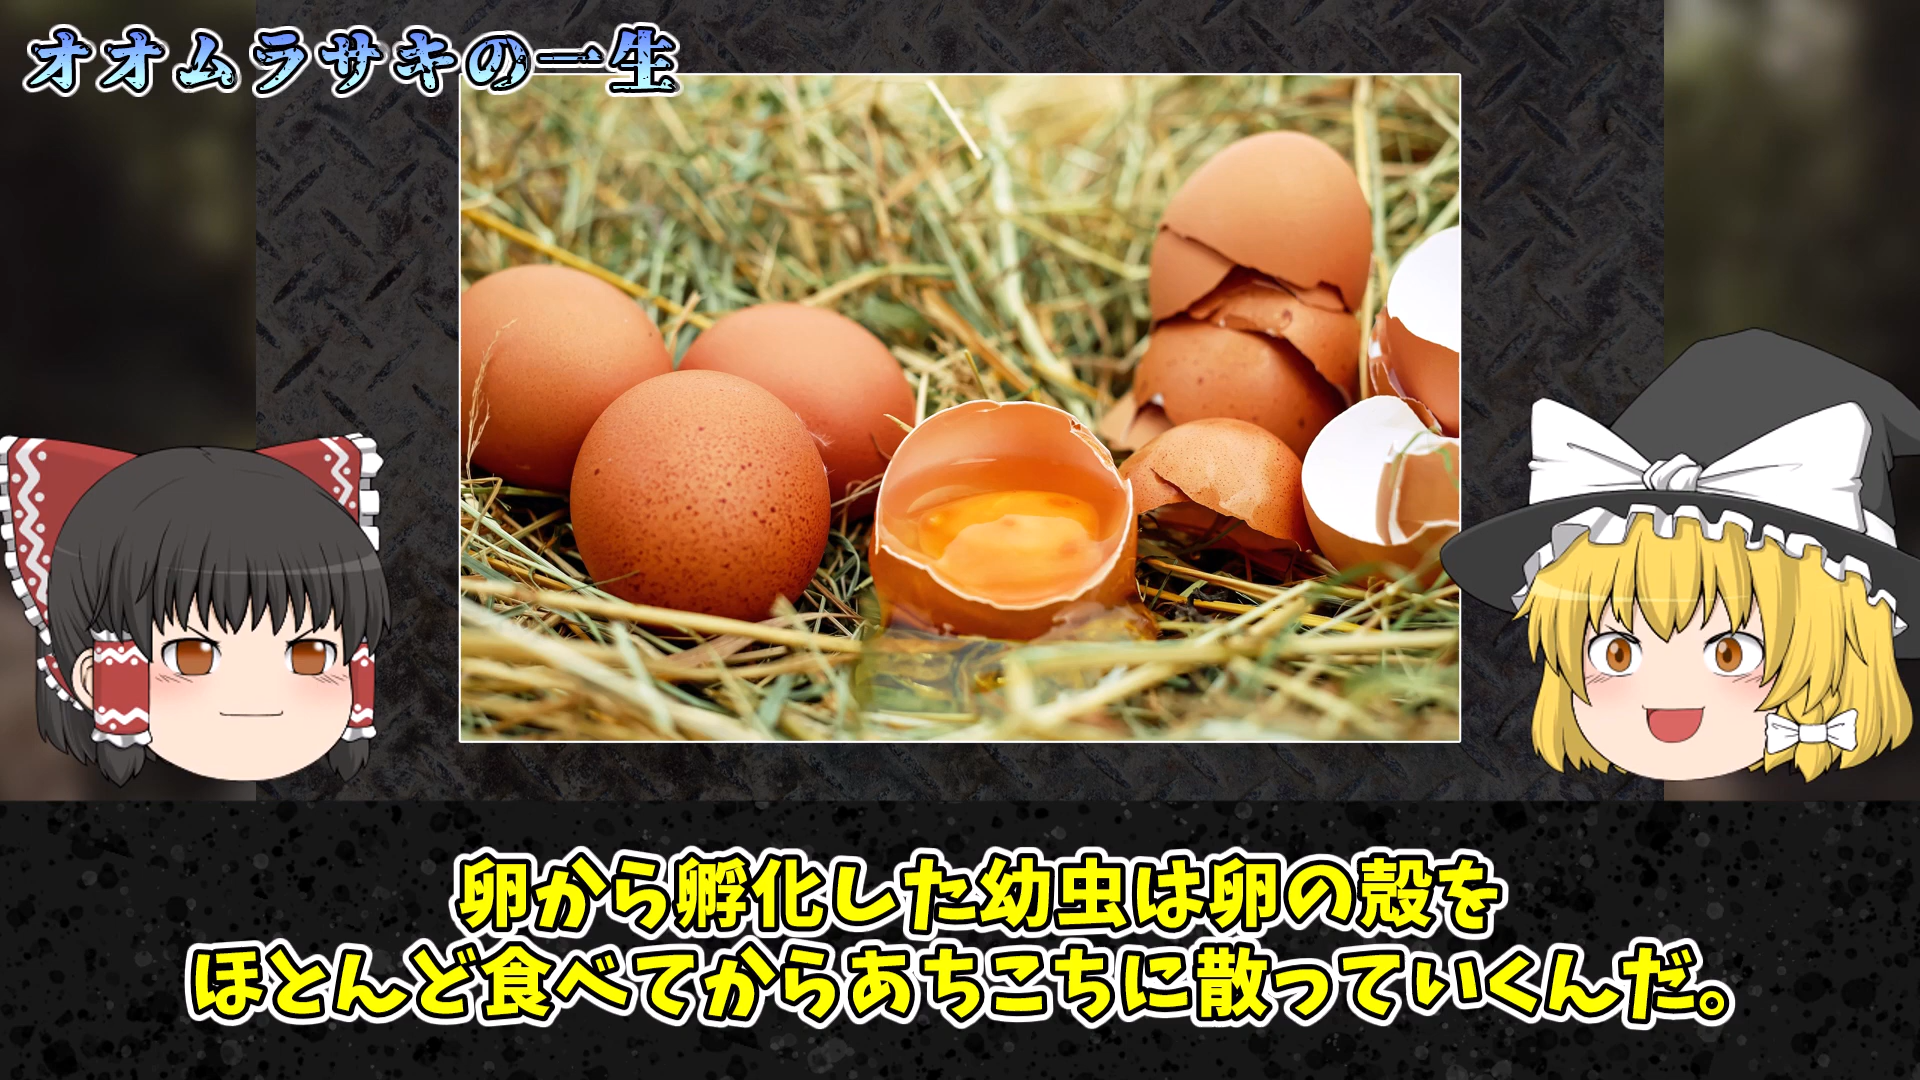 オオムラサキの一生
卵から孵化した幼虫は卵の殻を
ほとんど食べてからあちこちに散っていくんだ。